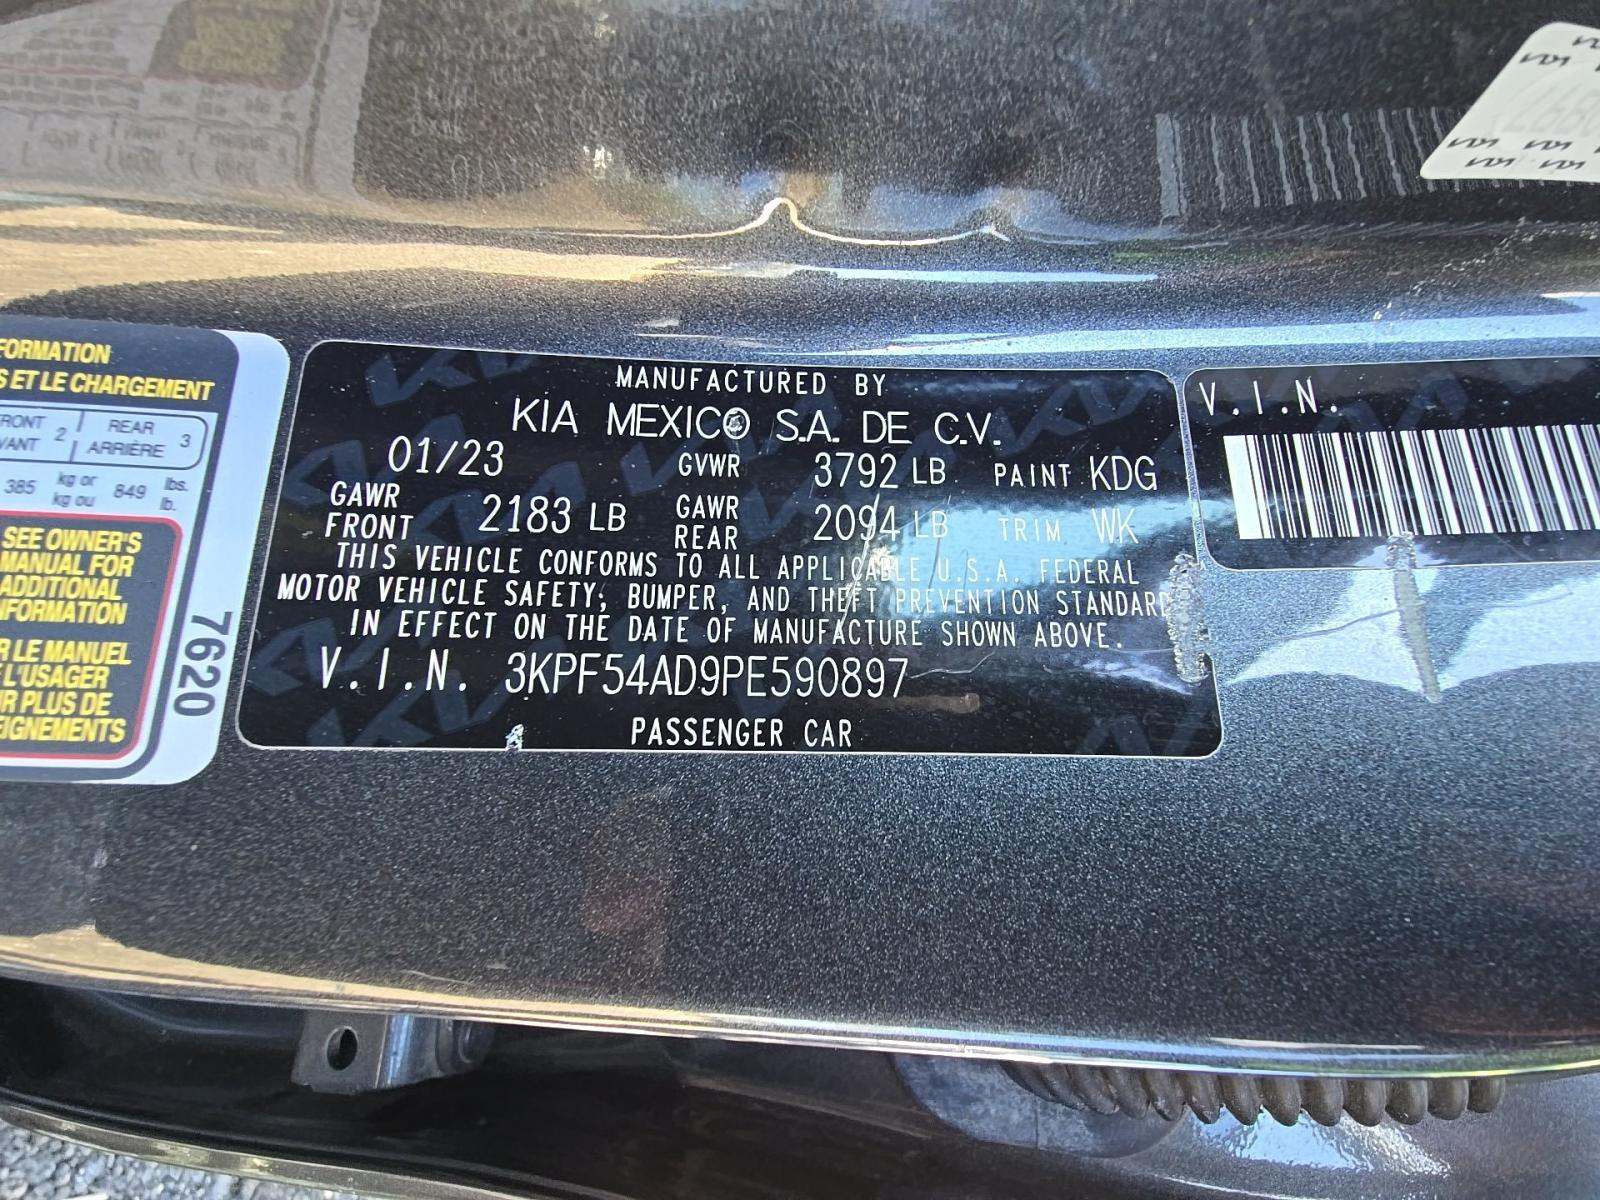 FORMATION
S ET LE CHARGEMENT
FRONT 2 REAR 3
VANT ARRIÈRE
385 kg or 849 lbs.
kg ou lb.
SEE OWNER'S
MANUAL FOR
ADDITIONAL
NFORMATION
R LE MANUEL
L'USAGER
R PLUS DE
EIGNEMENTS
7620
MANUFACTURED BY
KIA MEXICO S.A. DE C.V.
01/23 GVWR 3792 LB PAINT KDG
GAWR FRONT 2183 LB GAWR REAR 2094 LB TRIM WK
THIS VEHICLE CONFORMS TO ALL APPLICABLE U.S.A. FEDERAL
MOTOR VEHICLE SAFETY, BUMPER, AND THEFT PREVENTION STANDARD
IN EFFECT ON THE DATE OF MANUFACTURE SHOWN ABOVE.
V.I.N. 3KPF54AD9PE590897
PASSENGER CAR
V.I.N.